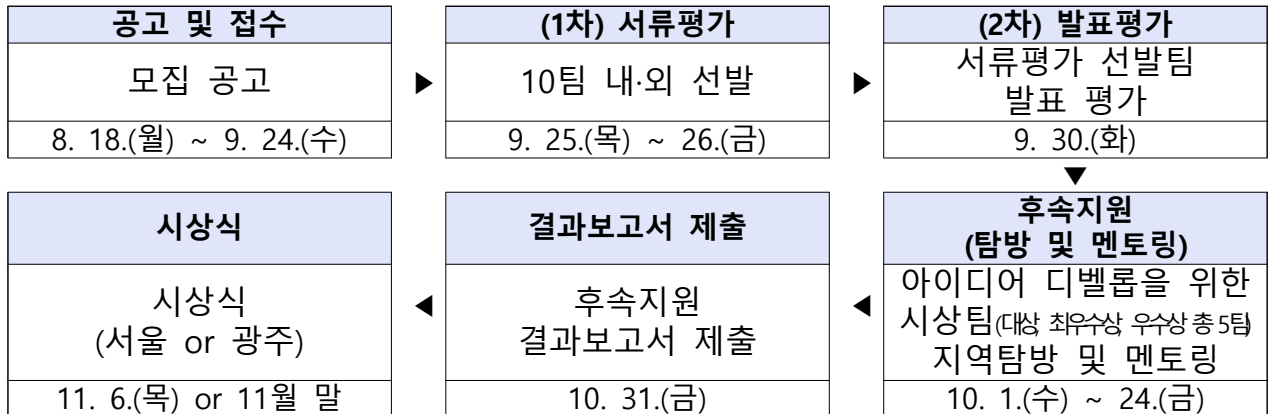 공고 및 접수
모집 공고
8. 18.(월) ~ 9. 24.(수)
▶
(1차) 서류평가
10팀 내·외 선발
9. 25.(목) ~ 26.(금)
▶
(2차) 발표평가
서류평가 선발팀
발표 평가
9. 30.(화)
▼
후속지원
(탐방 및 멘토링)
아이디어 디벨롭을 위한
시상팀(대상, 최우수상, 우수상 총 5팀)
지역탐방 및 멘토링
10. 1.(수) ~ 24.(금)
◀
결과보고서 제출
후속지원
결과보고서 제출
10. 31.(금)
◀
시상식
시상식
(서울 or 광주)
11. 6.(목) or 11월 말